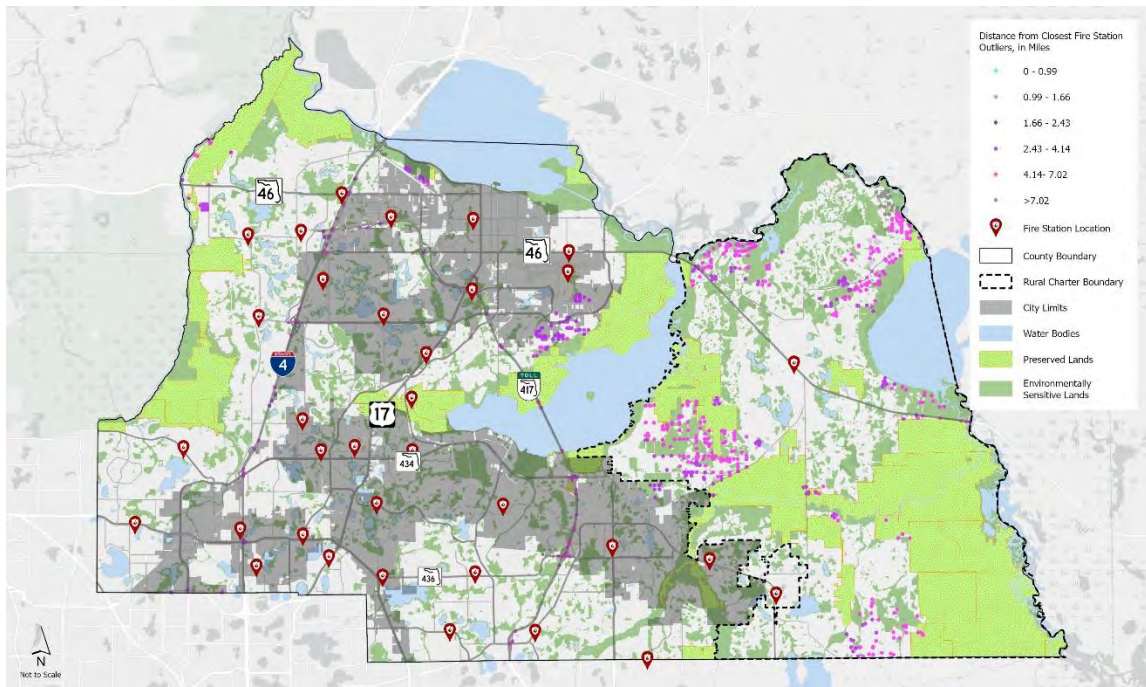 Distance from Closest Fire Station
Outliers, in Miles
0 - 0.99
0.99 - 1.66
1.66 - 2.43
2.43 - 4.14
4.14- 7.02
>7.02
Fire Station Location
County Boundary
Rural Charter Boundary
City Limits
Water Bodies
Preserved Lands
Environmentally
Sensitive Lands
46
46
4
TOLL
417
17
434
436
N
Not to Scale